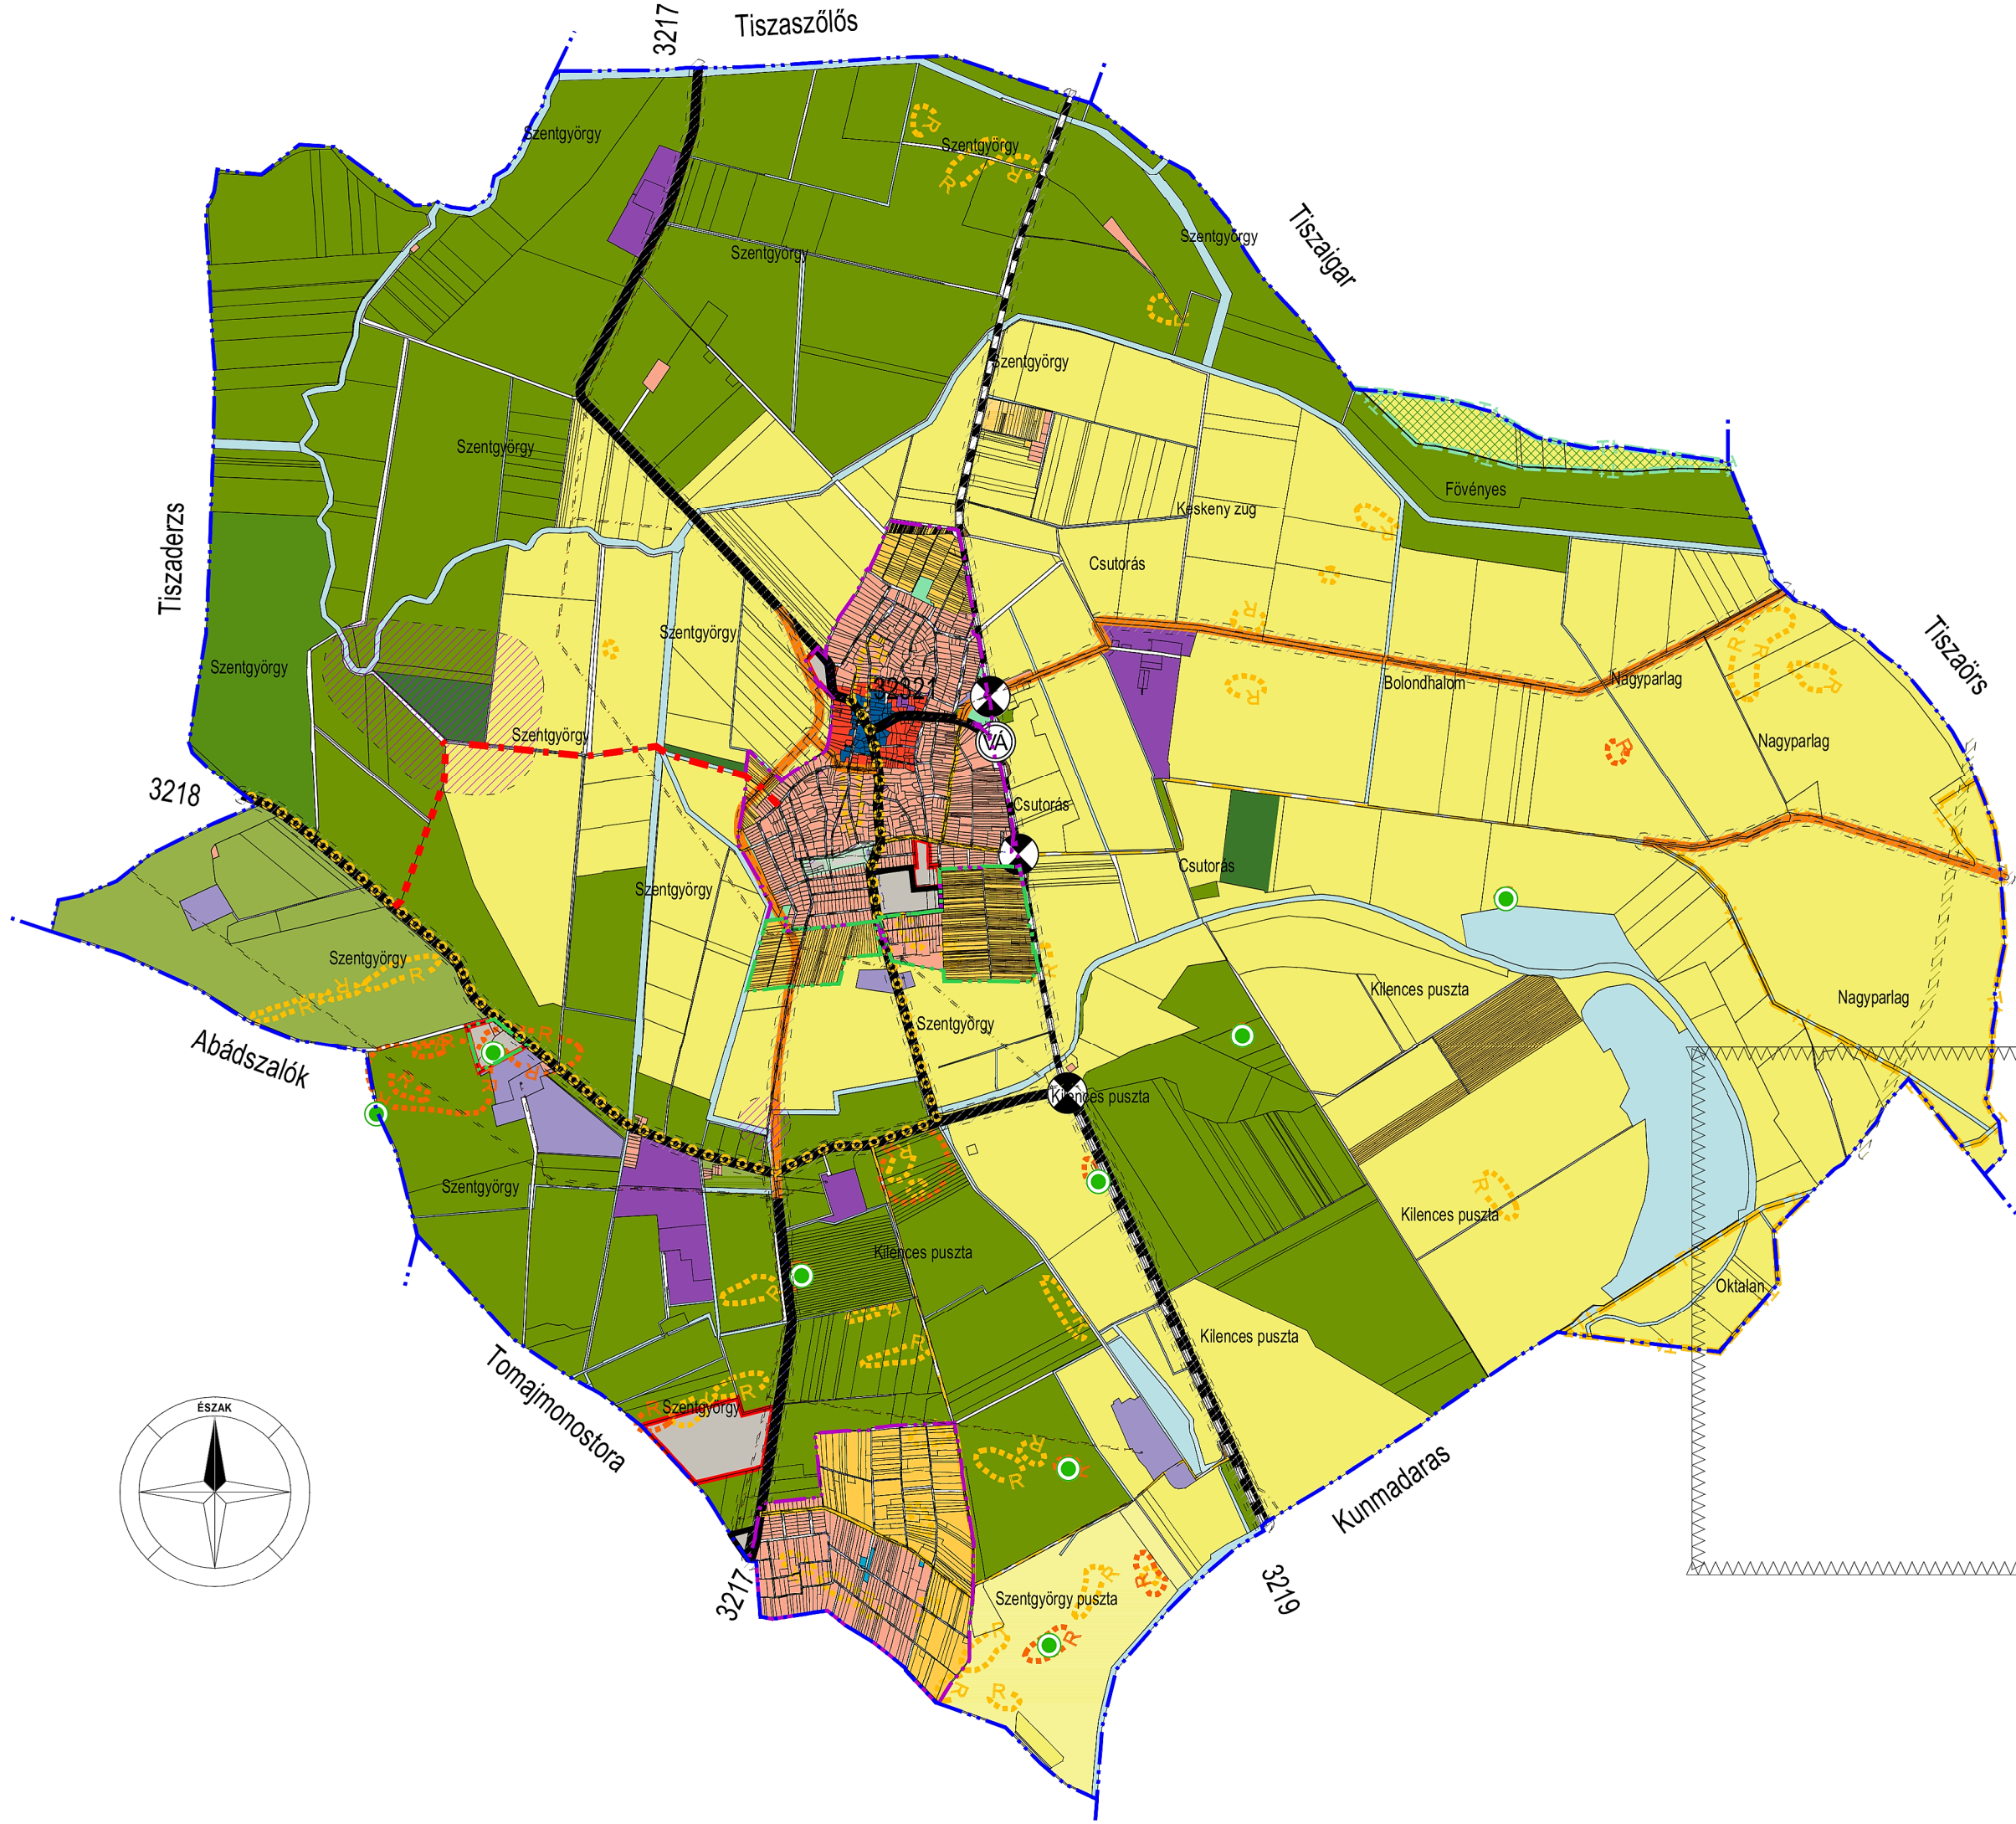 3217
Tiszaszőlős
Szentgyörgy
R
Szentgyörgy
R
R
Szentgyörgy
Szentgyörgy
Tiszaigar
Szentgyörgy
Szentgyörgy
Fövényes
Keskeny zug
R
Tiszaderzs
Csutorás
R
Szentgyörgy
Tiszaörs
R
R
Szentgyörgy
32321
R
Bolondhalom
Nagyparlag
R
Szentgyörgy
VÁ
R
Nagyparlag
3218
Csutorás
Csutorás
Szentgyörgy
Szentgyörgy
R
R
R
Kilences puszta
Nagyparlag
Szentgyörgy
Abádszalók
R
R
R
R
R
Kilences puszta
R
Szentgyörgy
R
Kilences puszta
Kilences puszta
R
R
Oktalan
Kilences puszta
R
Tomajmonostora
R
R
Szentgyörgy
ÉSZAK
R
R
Kunmadaras
R
R
3217
Szentgyörgy puszta
3219
R
R
R